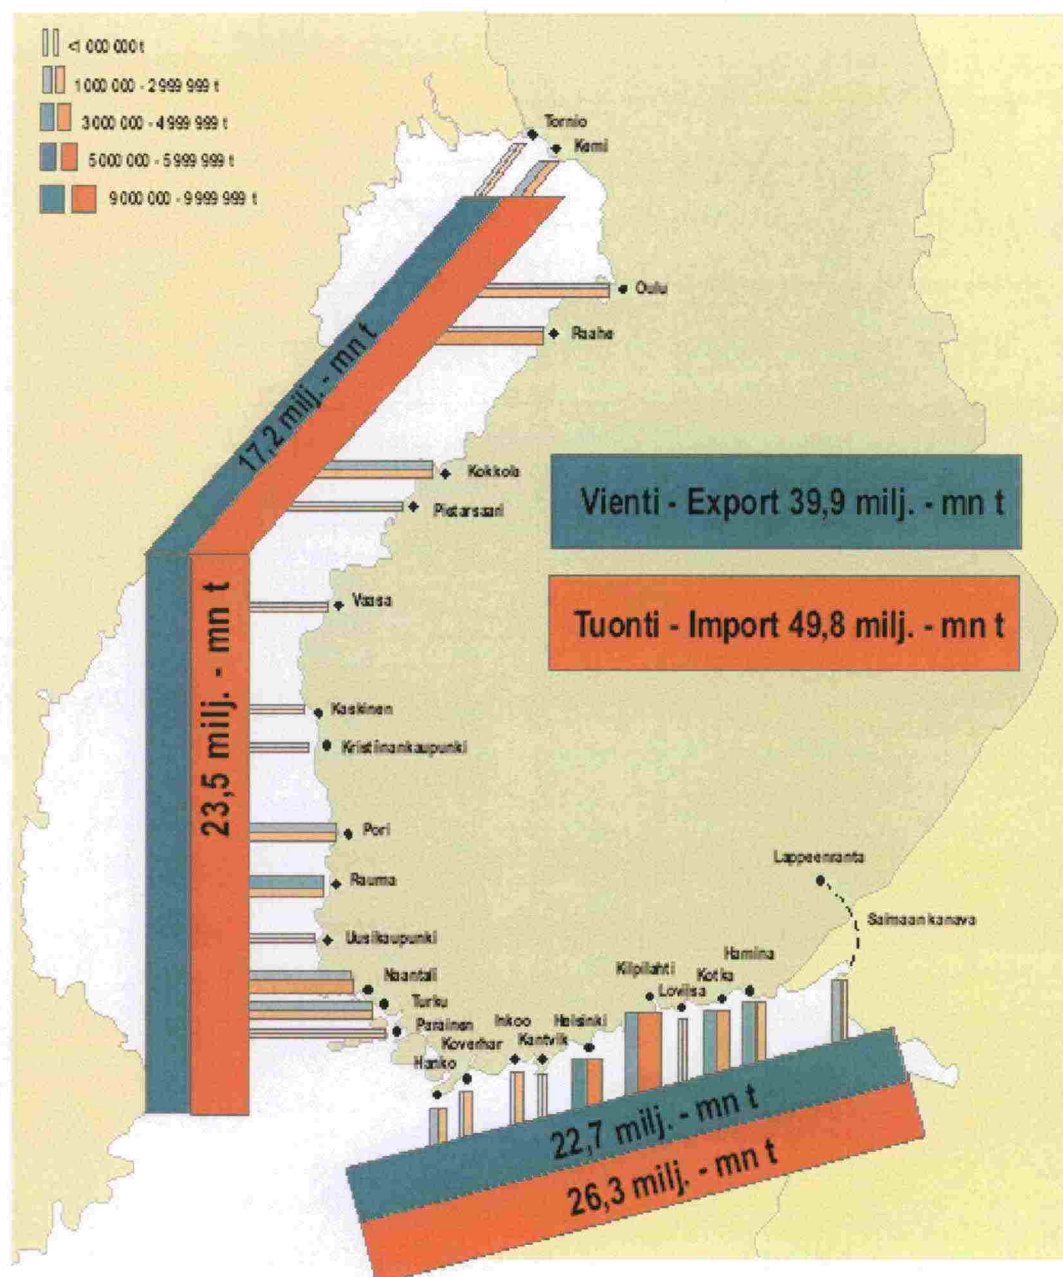 <1 000 000 t
1 000 000 - 2 999 999 t
3 000 000 - 4 999 999 t
5 000 000 - 5 999 999 t
9 000 000 - 9 999 999 t
Tornio
Kemi
Oulu
Raahe
17,2 milj. - mn t
Kokkola
Pietarsaari
Vienti - Export 39,9 milj. - mn t
Tuonti - Import 49,8 milj. - mn t
Vaasa
23,5 milj. - mn t
Kaskinen
Kristiinankaupunki
Pori
Rauma
Uusikaupunki
Naantali
Turku
Parainen
Koverhar
Hanko
Inkoo
Kantvik
Helsinki
Kilpilahti
Loviisa
Kotka
Hamina
Lappeenranta
Saimaan kanava
22,7 milj. - mn t
26,3 milj. - mn t